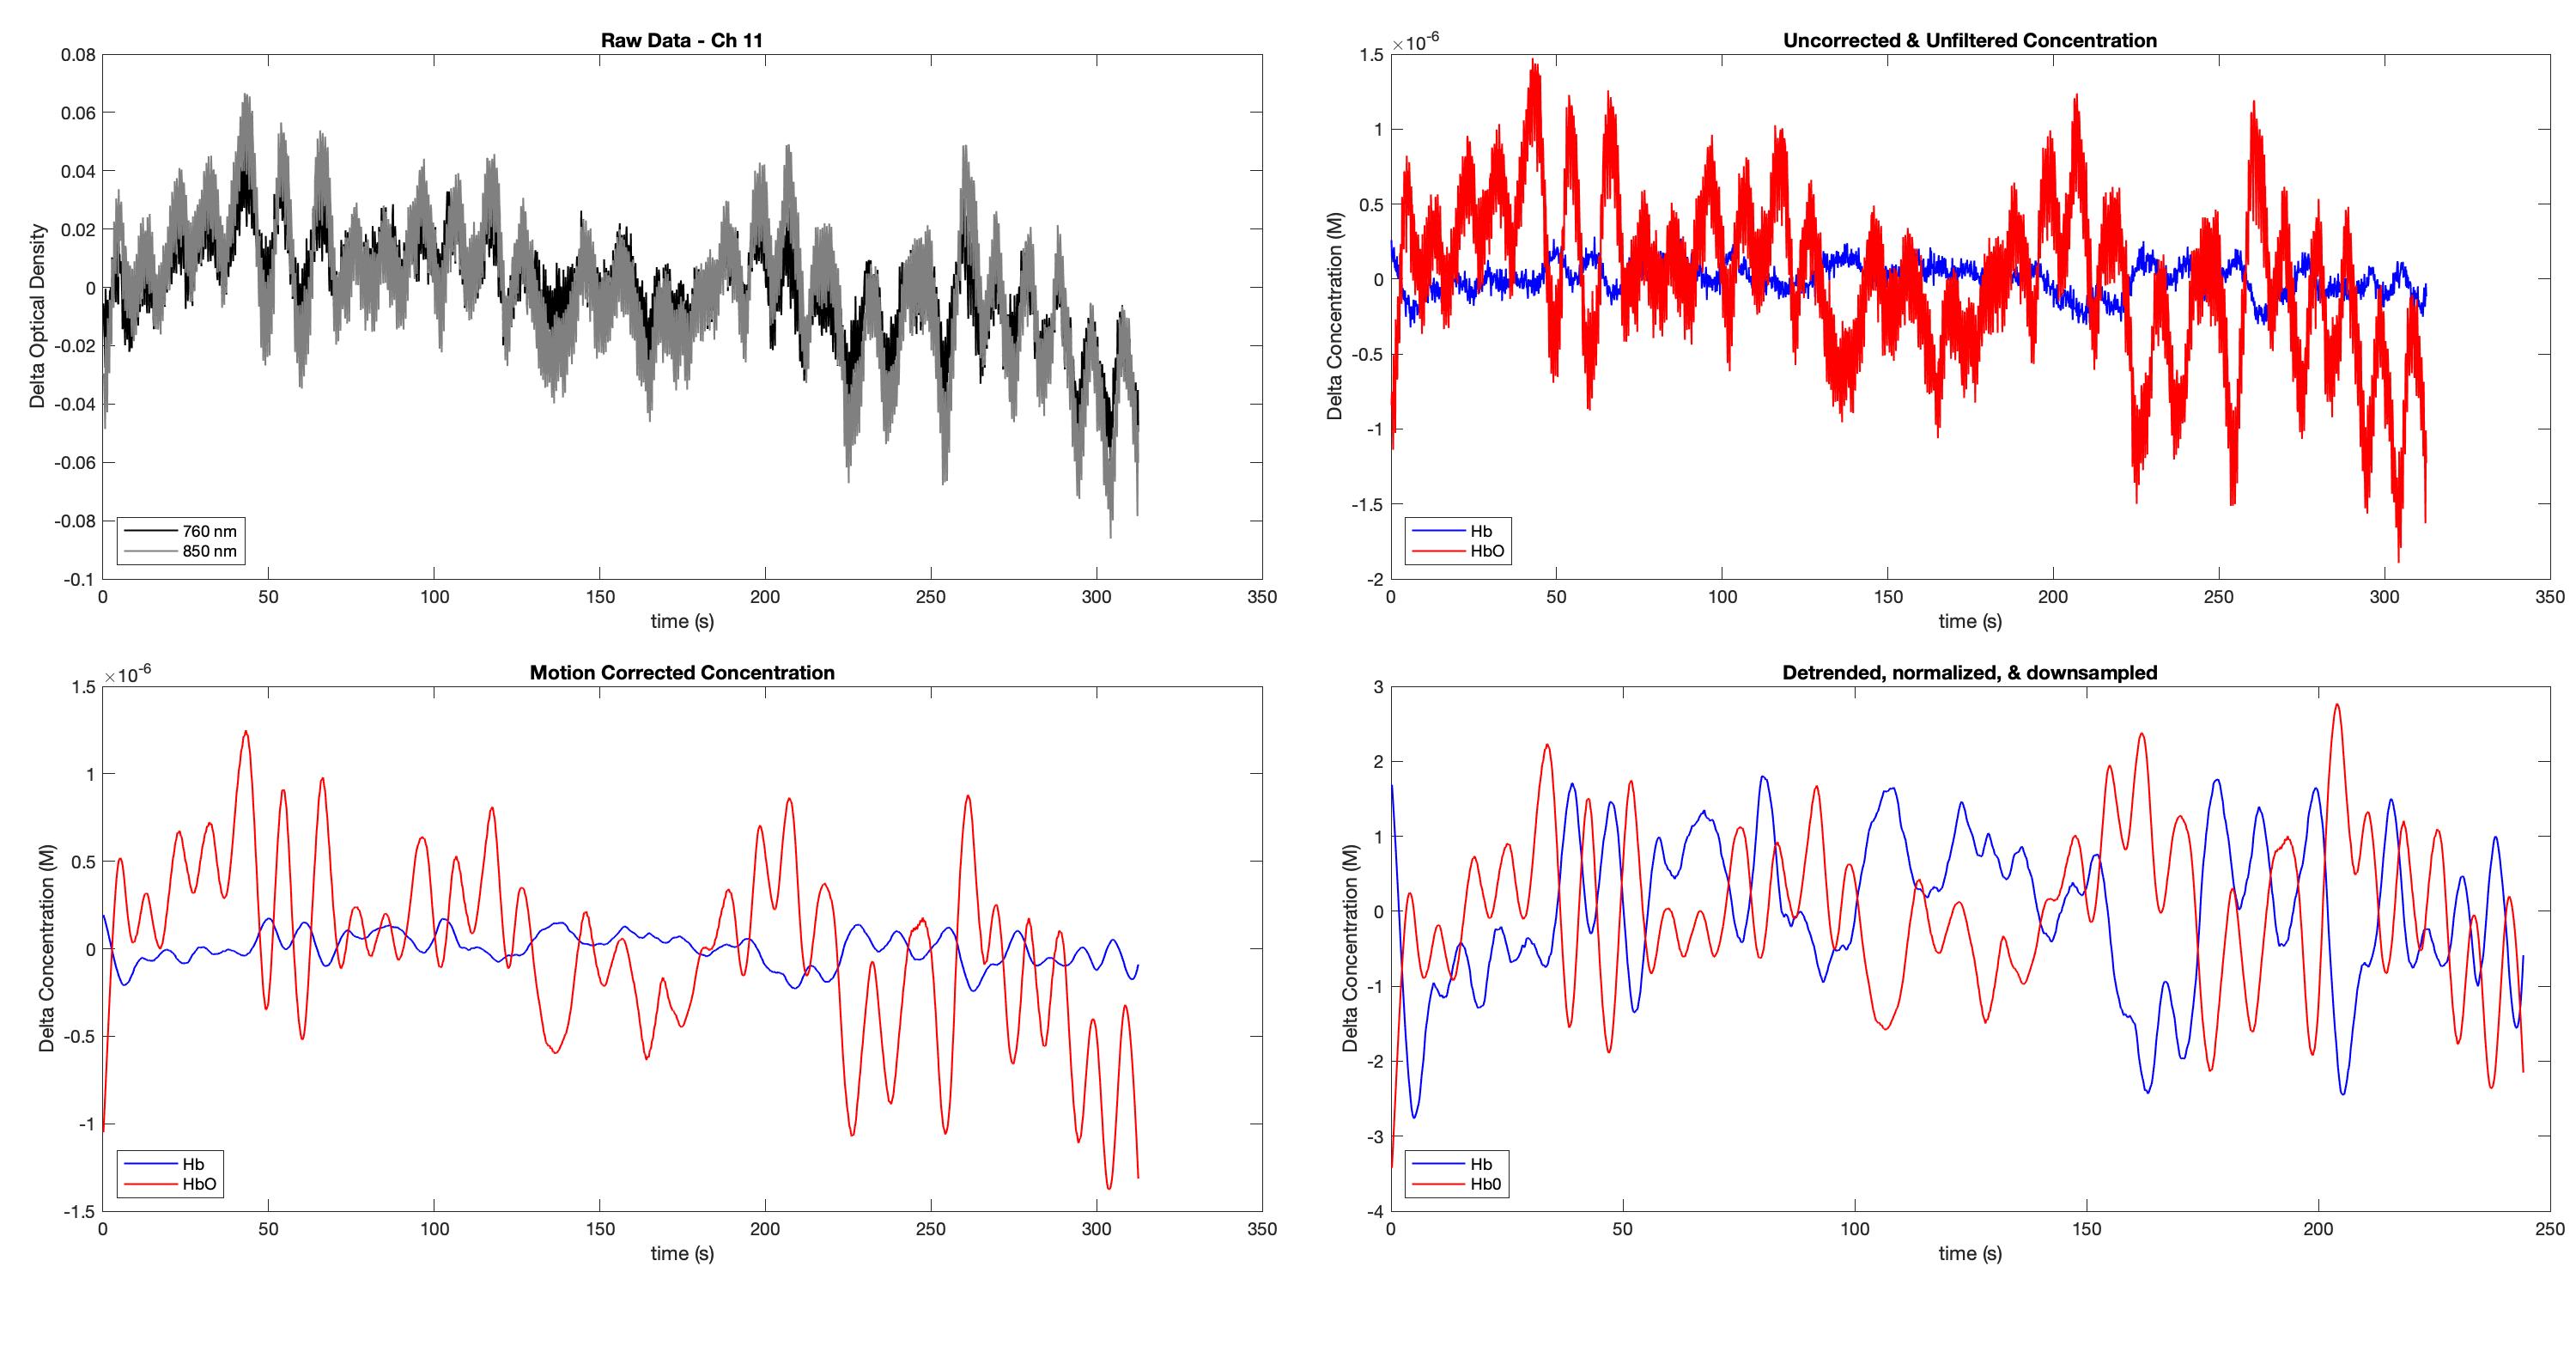 Raw Data - Ch 11
0.08
0.06
0.04
0.02
0
-0.02
-0.04
-0.06
-0.08
-0.1
Delta Optical Density
760 nm
850 nm
0 50 100 150 200 250 300 350
time (s)
Uncorrected & Unfiltered Concentration
×10-6
1.5
1
0.5
0
-0.5
-1
-1.5
-2
Delta Concentration (M)
Hb
HbO
0 50 100 150 200 250 300 350
time (s)
Motion Corrected Concentration
×10-6
1.5
1
0.5
0
-0.5
-1
-1.5
Delta Concentration (M)
Hb
HbO
0 50 100 150 200 250 300 350
time (s)
Detrended, normalized, & downsampled
3
2
1
0
-1
-2
-3
-4
Delta Concentration (M)
Hb
Hb0
0 50 100 150 200 250
time (s)